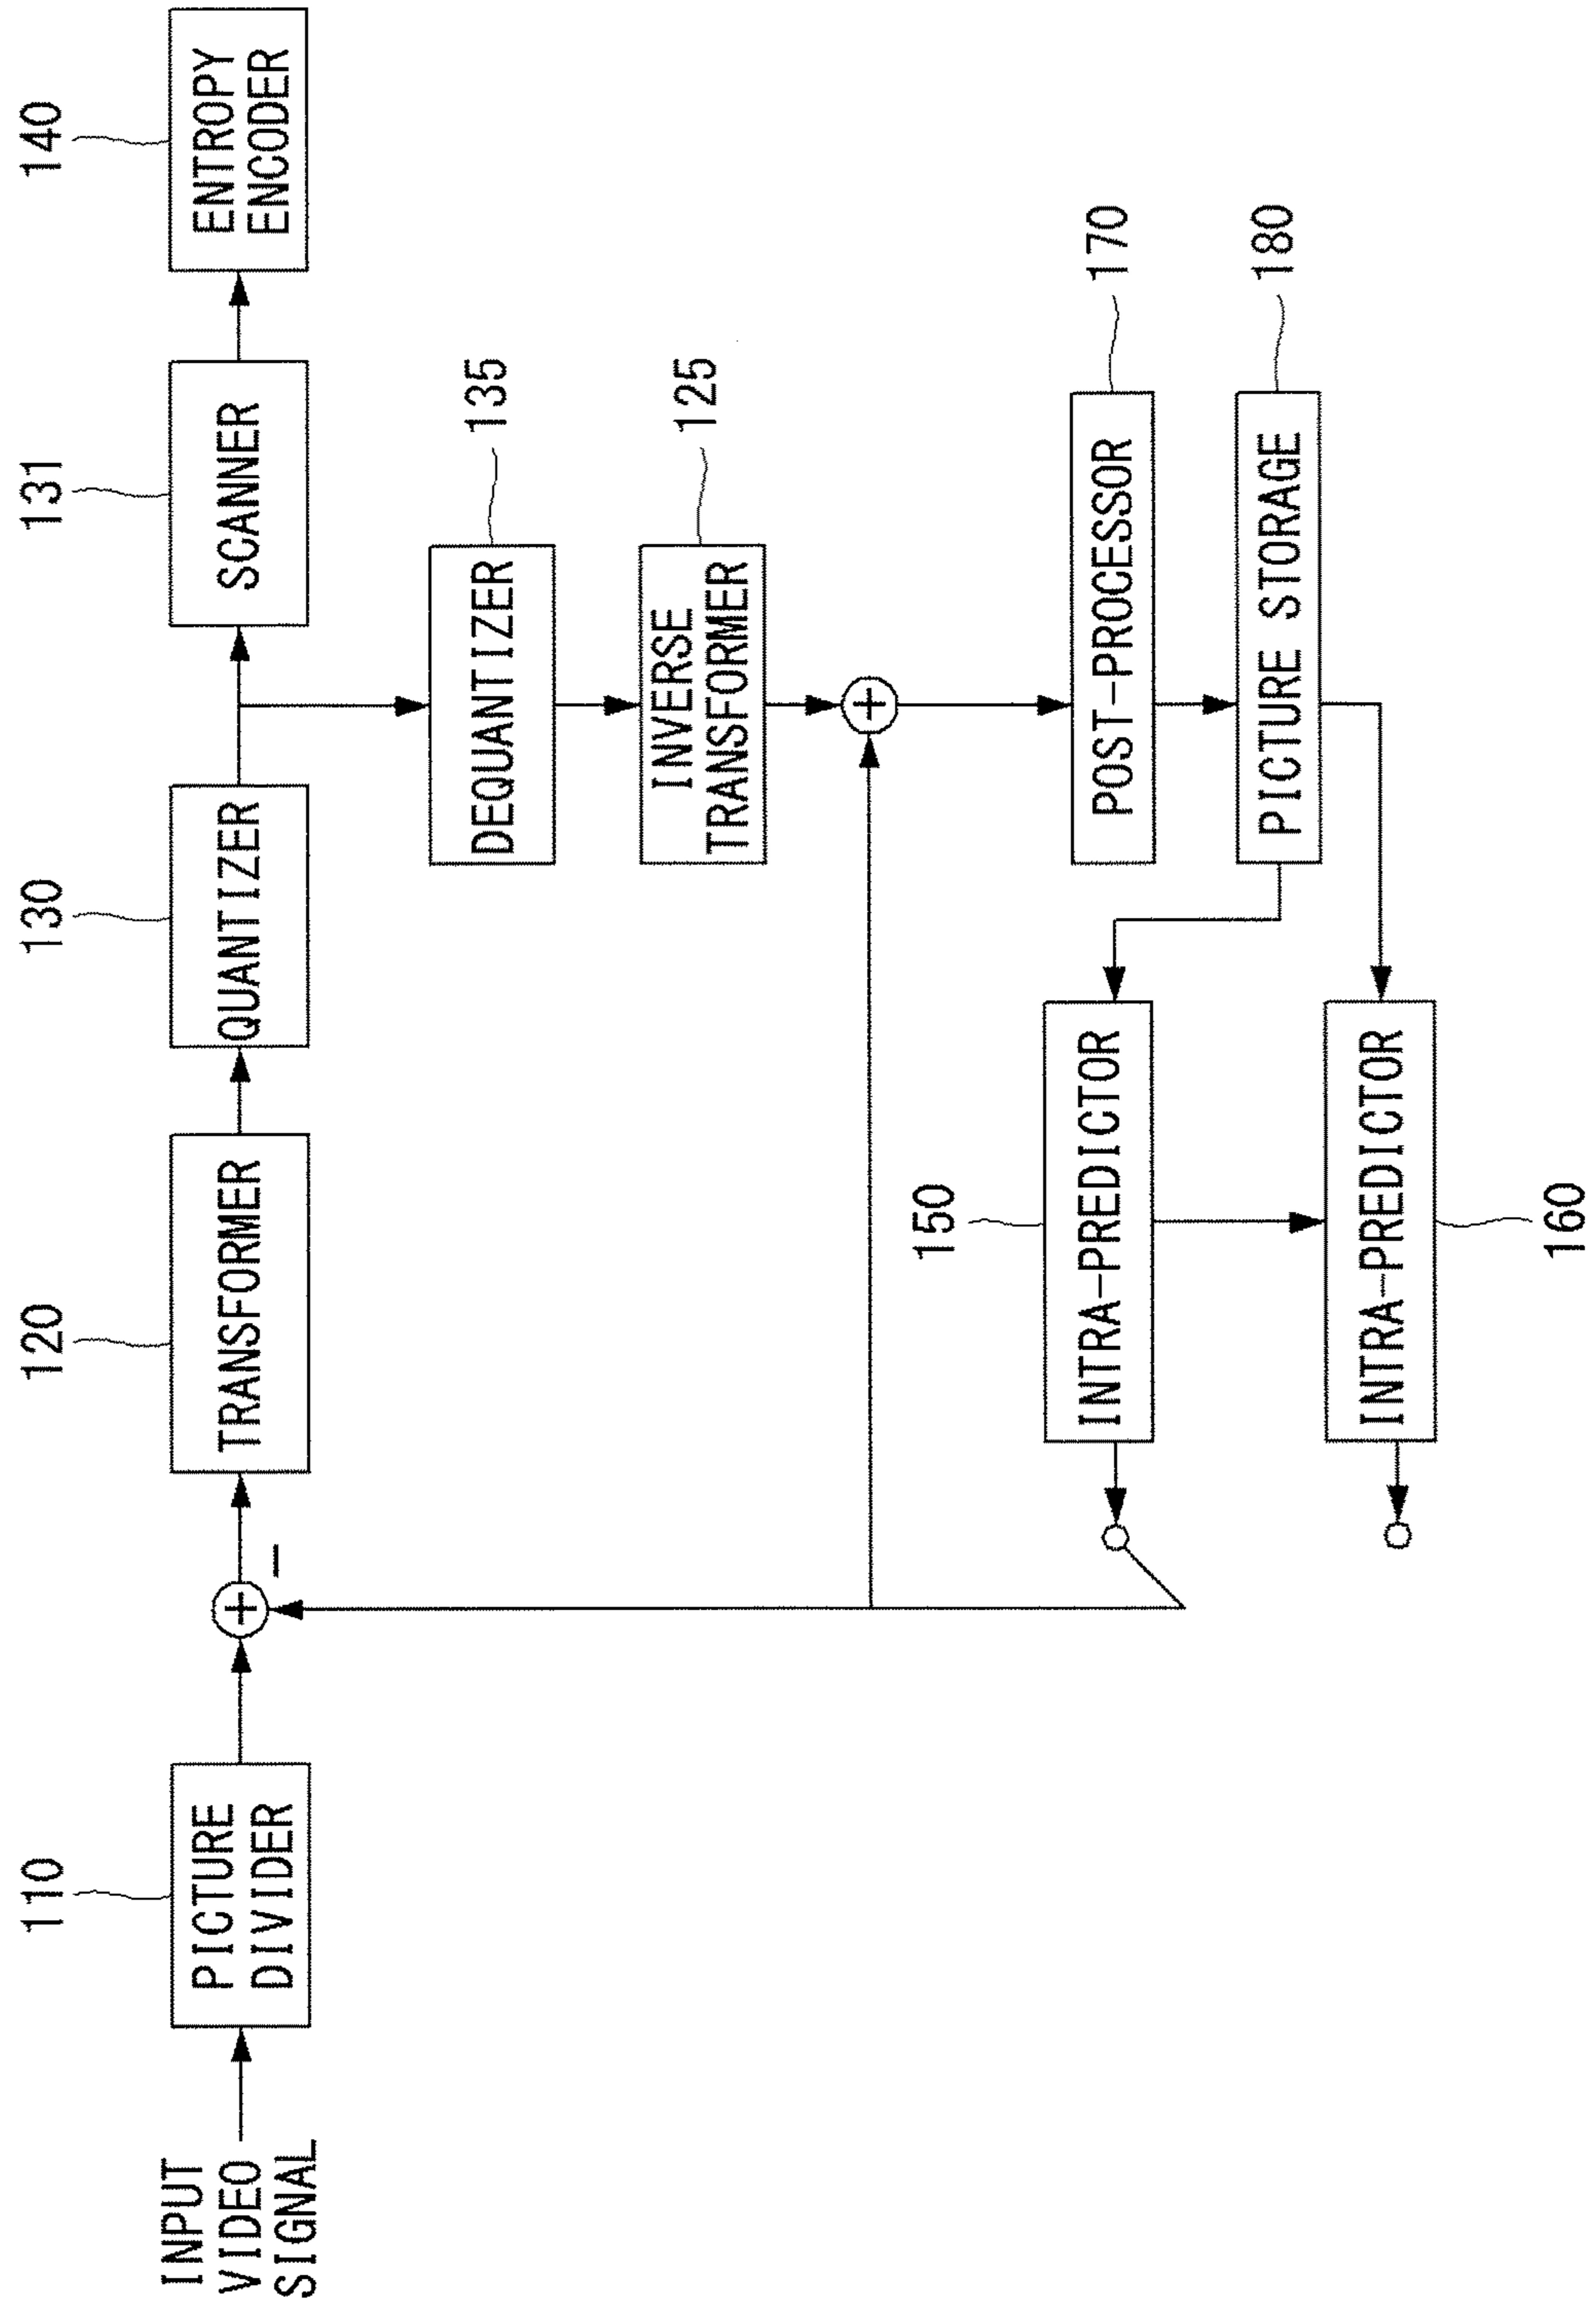 INPUT
VIDEO
SIGNAL
110
PICTURE
DIVIDER
+
−
120
TRANSFORMER
130
QUANTIZER
131
SCANNER
140
ENTROPY
ENCODER
135
DEQUANTIZER
125
INVERSE
TRANSFORMER
+
150
INTRA-PREDICTOR
170
POST-PROCESSOR
180
PICTURE STORAGE
INTRA-PREDICTOR
160